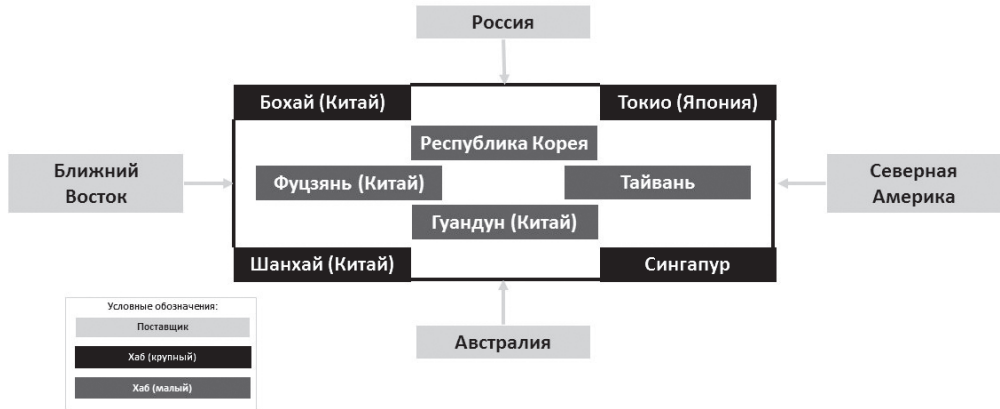 Россия
Бохай (Китай)
Токио (Япония)
Республика Корея
Ближний
Восток
Фуцзянь (Китай)
Тайвань
Северная
Америка
Гуандун (Китай)
Шанхай (Китай)
Сингапур
Австралия
Условные обозначения:
Поставщик
Хаб (крупный)
Хаб (малый)